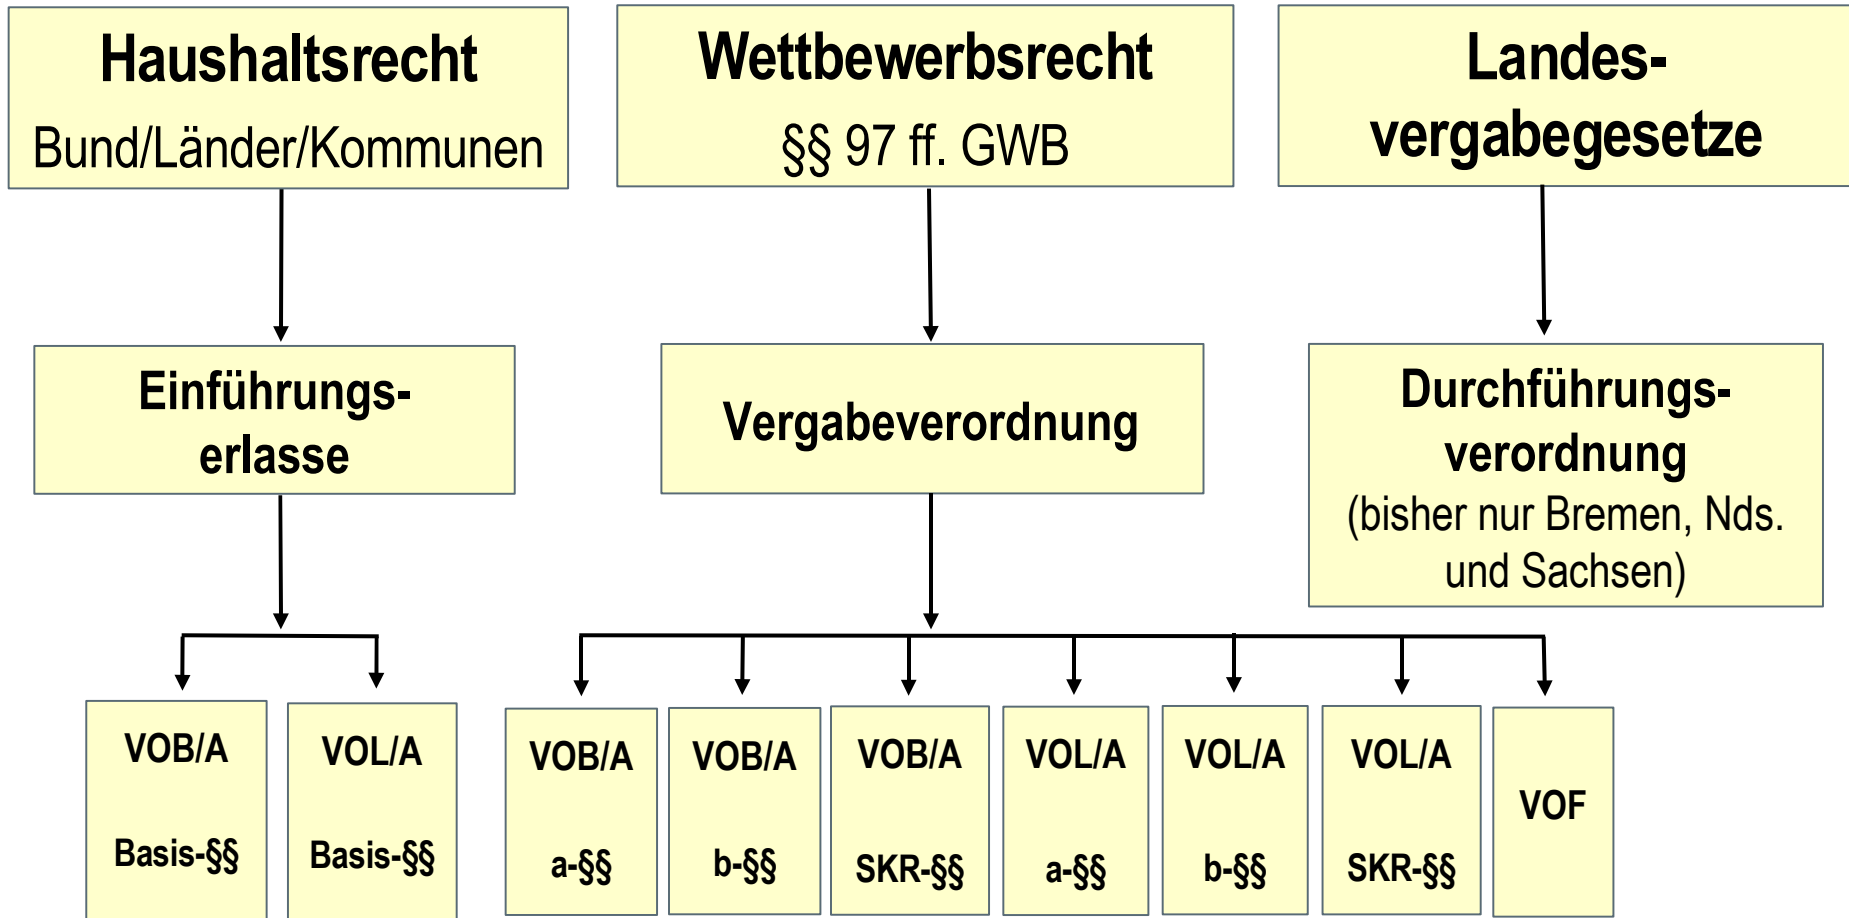 Haushaltsrecht
Bund/Länder/Kommunen
Wettbewerbsrecht
§§ 97 ff. GWB
Landes-
vergabegesetze
Einführungs-
erlasse
Vergabeverordnung
Durchführungs-
verordnung
(bisher nur Bremen, Nds.
und Sachsen)
VOB/A
Basis-§§
VOL/A
Basis-§§
VOB/A
a-§§
VOB/A
b-§§
VOB/A
SKR-§§
VOL/A
a-§§
VOL/A
b-§§
VOL/A
SKR-§§
VOF